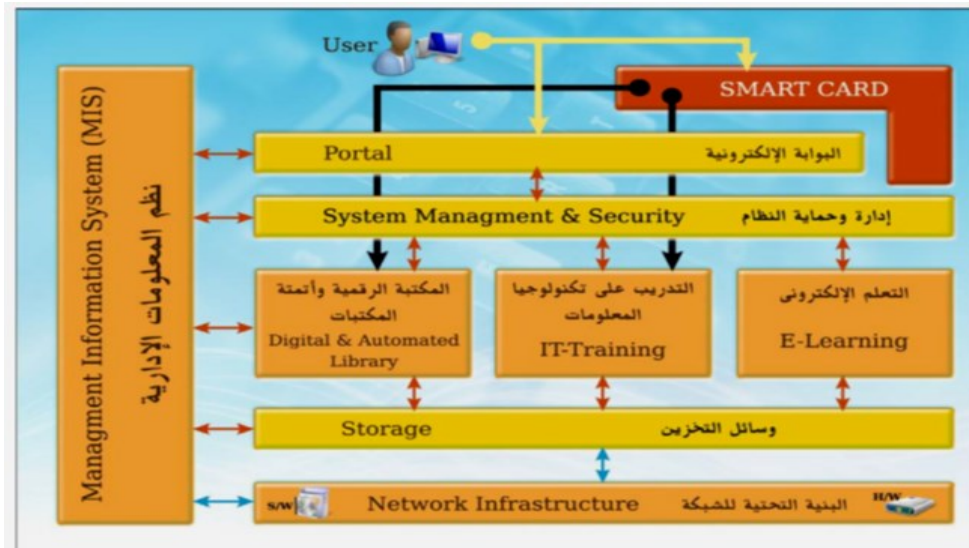 User
SMART CARD
Managment Information System (MIS)
نظم المعلومات الإدارية
Portal البوابة الإلكترونية
System Managment & Security إدارة وحماية النظام
المكتبة الرقمية وأتمتة
المكتبات
Digital & Automated
Library
التدريب على تكنولوجيا
المعلومات
IT-Training
التعلم الإلكترونى
E-Learning
Storage وسائل التخزين
S/W Network Infrastructure البنية التحتية للشبكة H/W